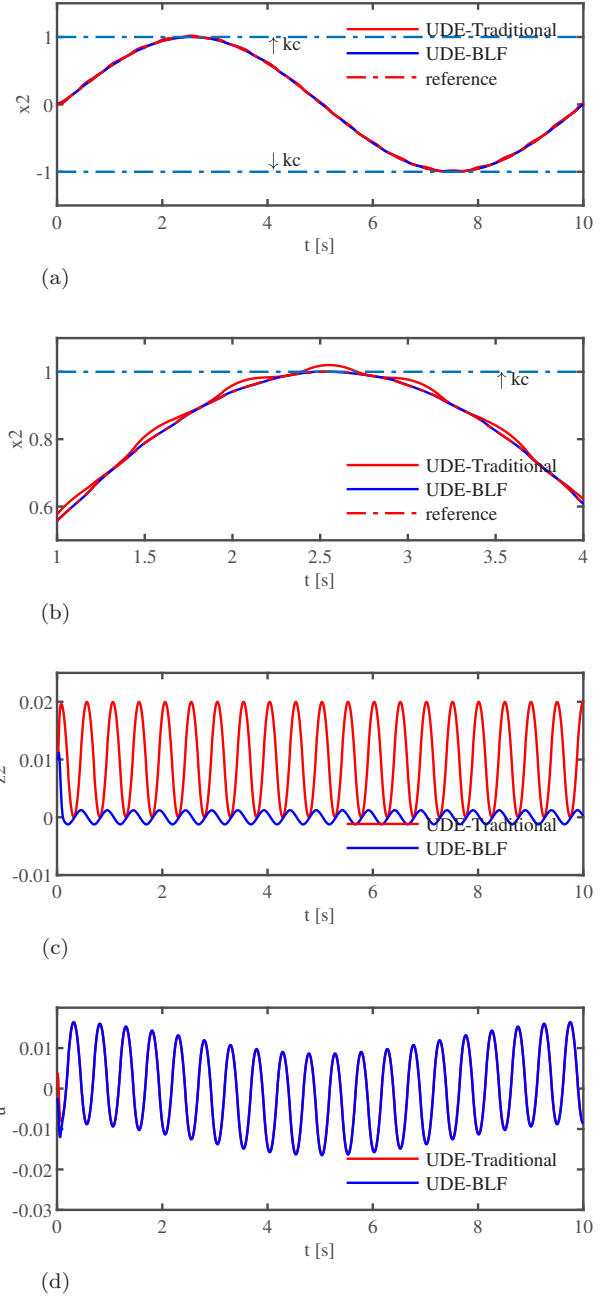 1
0
-1
x2
↑ kc
↓ kc
UDE-Traditional
UDE-BLF
reference
0 2 4 6 8 10
t [s]
(a)
1
0.8
0.6
x2
↑ kc
UDE-Traditional
UDE-BLF
reference
1 1.5 2 2.5 3 3.5 4
t [s]
(b)
0.02
0.01
0
-0.01
z2
UDE-Traditional
UDE-BLF
0 2 4 6 8 10
t [s]
(c)
0.01
0
-0.01
-0.02
-0.03
u
UDE-Traditional
UDE-BLF
0 2 4 6 8 10
t [s]
(d)